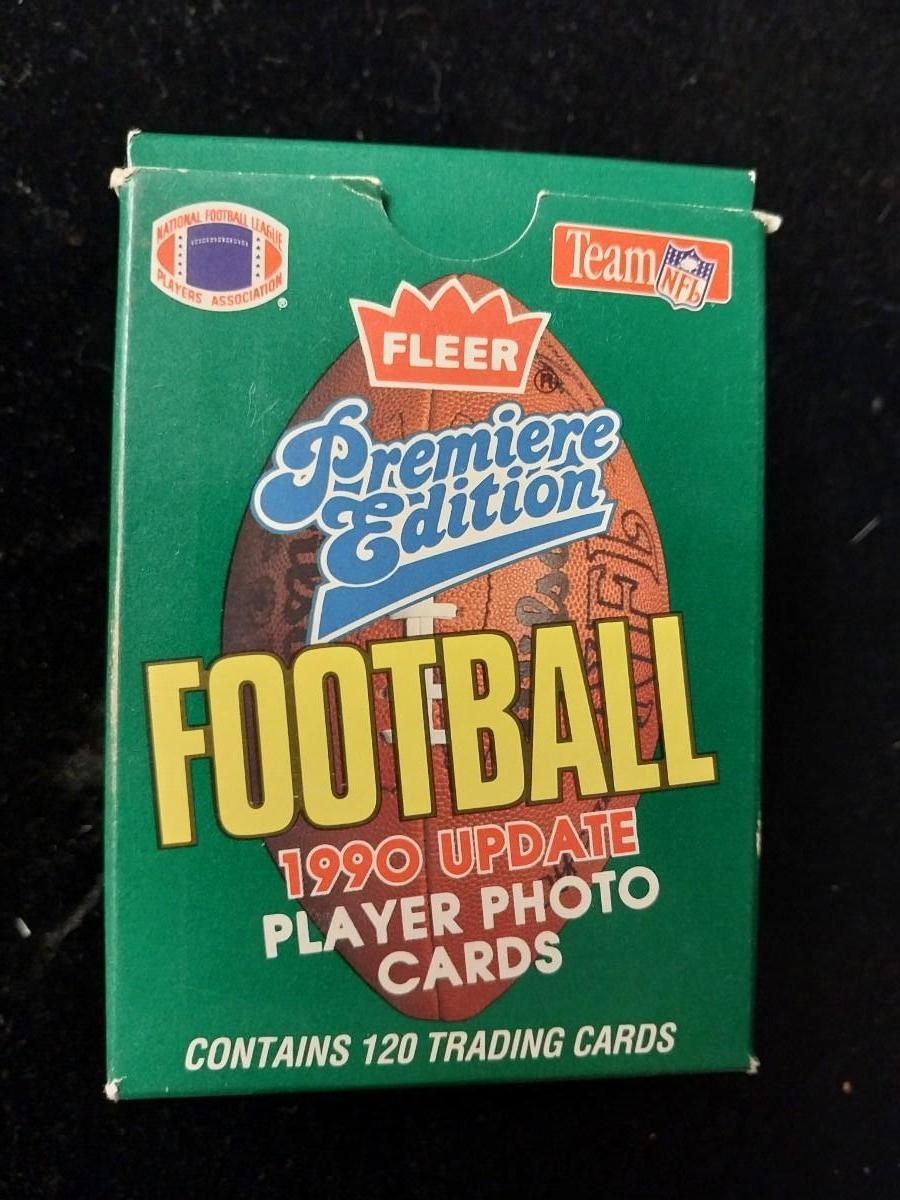 NATIONAL FOOTBALL LEAGUE
PLAYERS ASSOCIATION
®
Team NFL
FLEER
®
Premiere
Edition
NFL
FOOTBALL
1990 UPDATE
PLAYER PHOTO
CARDS
CONTAINS 120 TRADING CARDS